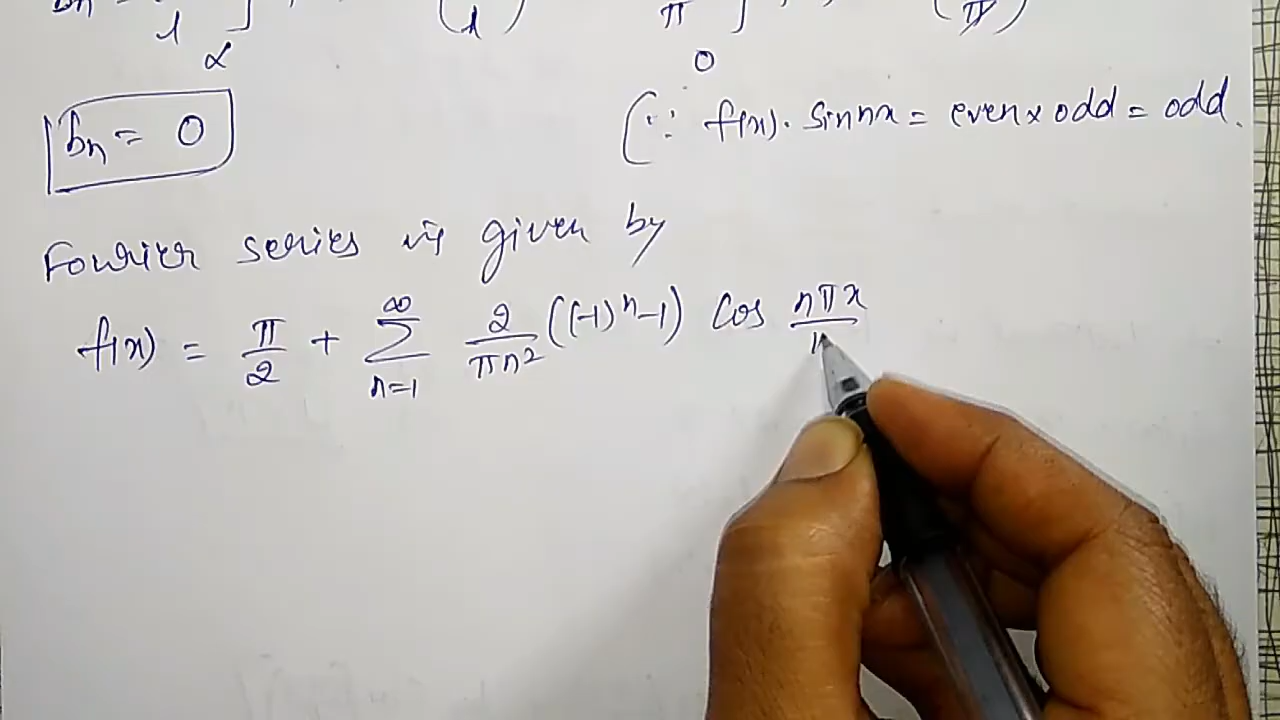 bn = 0
(∵ f(x). sin nx = even x odd = odd.
Fourier series is given by
f(x) = π/2 + ∑_{n=1}^{∞} 2/(πn²) ((-1)^n -1) cos nπx